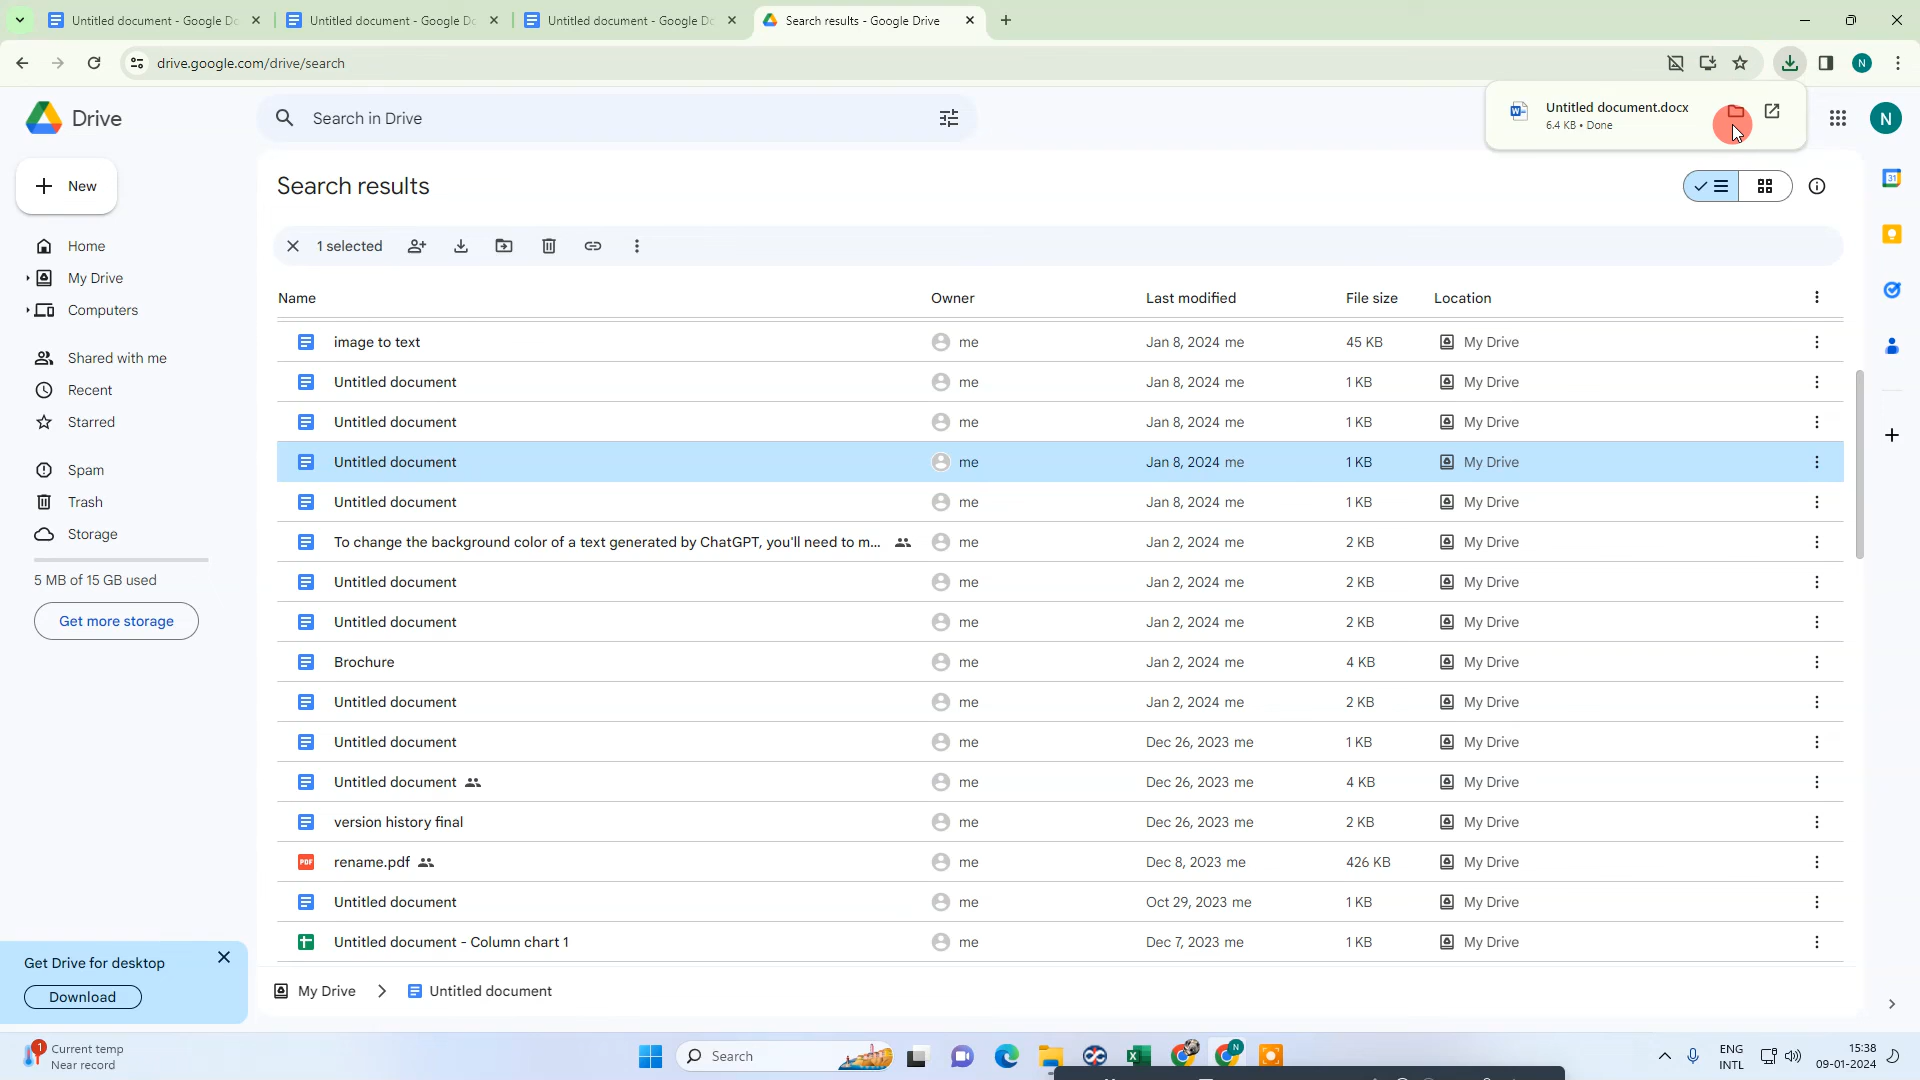 Untitled document - Google Dc
Untitled document - Google Dc
Untitled document - Google Dc
Search results - Google Drive
drive.google.com/drive/search
N
Untitled document.docx
6.4 KB • Done
Drive
Search in Drive
N
New
Search results
31
1 selected
Home
My Drive
Computers
Shared with me
Recent
Starred
Spam
Trash
Storage
5 MB of 15 GB used
Get more storage
Name Owner Last modified File size Location
image to text me Jan 8, 2024 me 45 KB My Drive
Untitled document me Jan 8, 2024 me 1 KB My Drive
Untitled document me Jan 8, 2024 me 1 KB My Drive
Untitled document me Jan 8, 2024 me 1 KB My Drive
Untitled document me Jan 8, 2024 me 1 KB My Drive
To change the background color of a text generated by ChatGPT, you'll need to m... me Jan 2, 2024 me 2 KB My Drive
Untitled document me Jan 2, 2024 me 2 KB My Drive
Untitled document me Jan 2, 2024 me 2 KB My Drive
Brochure me Jan 2, 2024 me 4 KB My Drive
Untitled document me Jan 2, 2024 me 2 KB My Drive
Untitled document me Dec 26, 2023 me 1 KB My Drive
Untitled document me Dec 26, 2023 me 4 KB My Drive
version history final me Dec 26, 2023 me 2 KB My Drive
PDF rename.pdf me Dec 8, 2023 me 426 KB My Drive
Untitled document me Oct 29, 2023 me 1 KB My Drive
Untitled document - Column chart 1 me Dec 7, 2023 me 1 KB My Drive
Get Drive for desktop
Download
My Drive Untitled document
1
Current temp
Near record
Search
N
ENG
INTL
15:38
09-01-2024